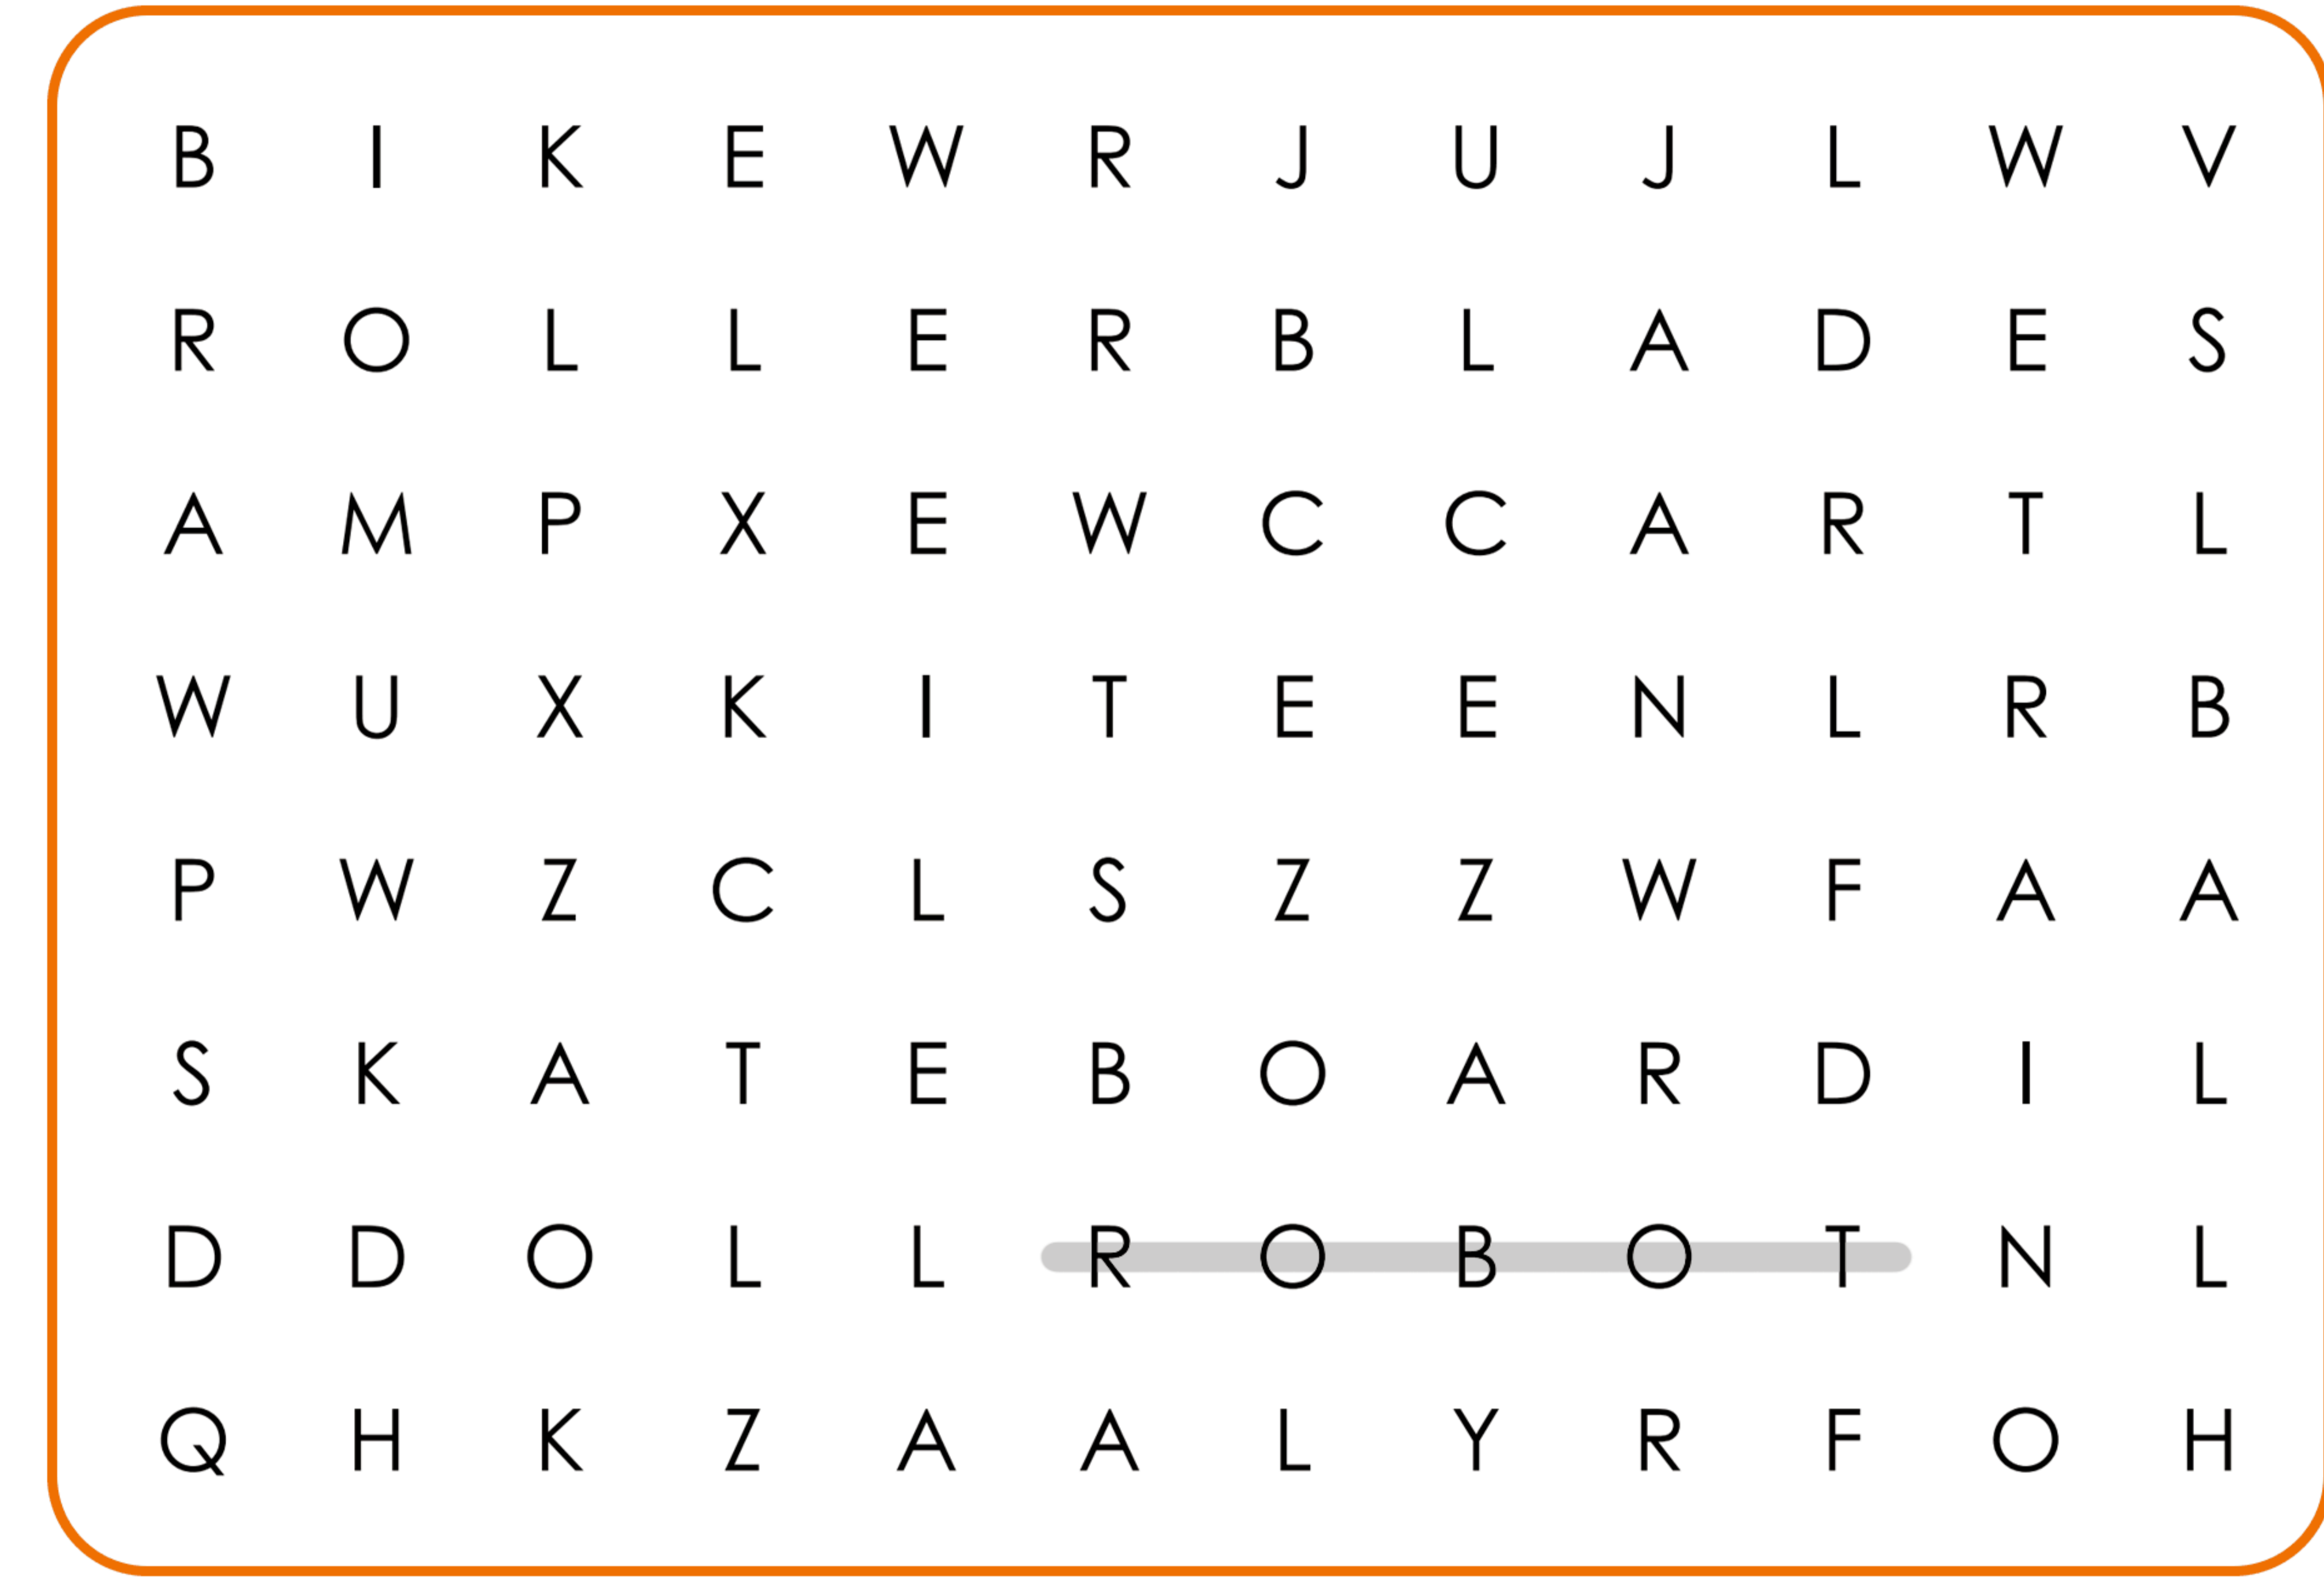 B I K E W R J U J L W V
R O L L E R B L A D E S
A M P X E W C C A R T L
W U X K I T E E N L R B
P W Z C L S Z Z W F A A
S K A T E B O A R D I L
D D O L L R O B O T N L
Q H K Z A A L Y R F O H